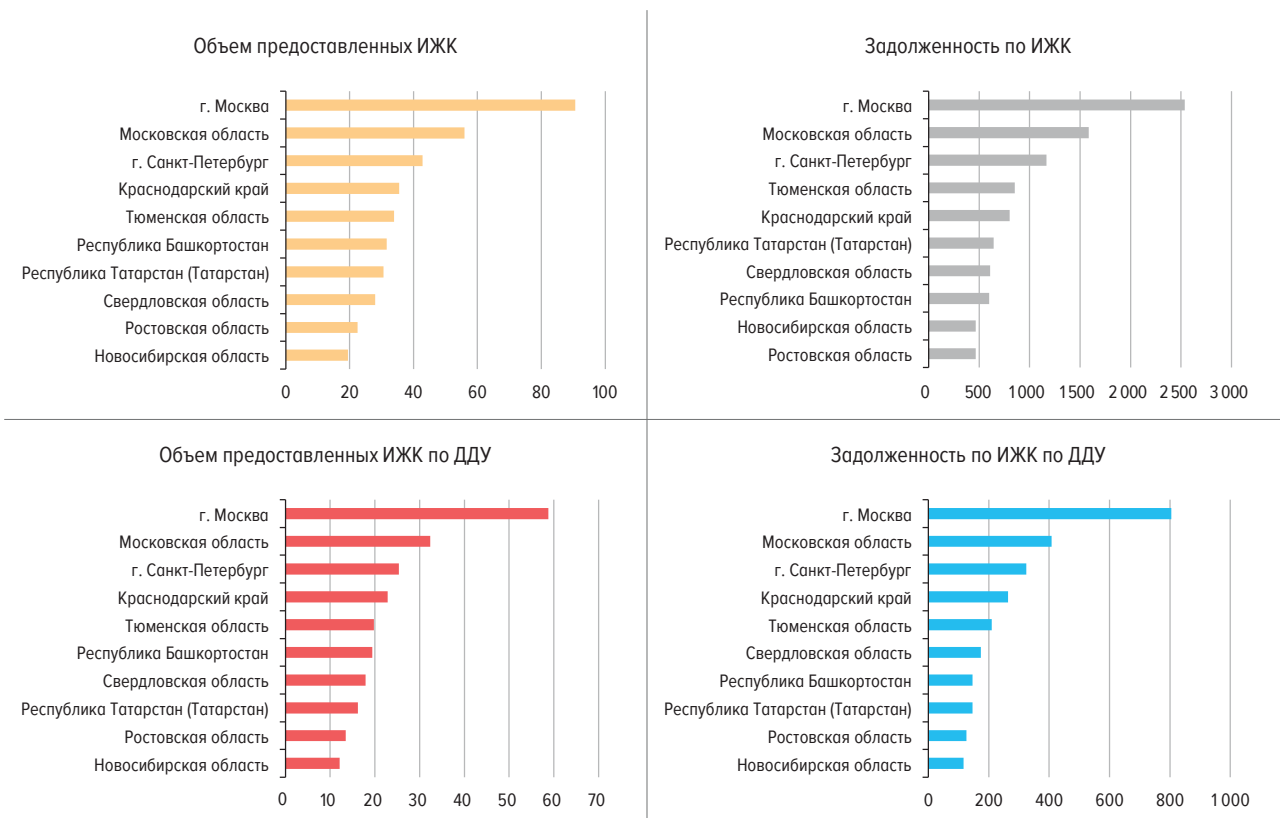 Объем предоставленных ИЖК
г. Москва
Московская область
г. Санкт-Петербург
Краснодарский край
Тюменская область
Республика Башкортостан
Республика Татарстан (Татарстан)
Свердловская область
Ростовская область
Новосибирская область
0 20 40 60 80 100
Задолженность по ИЖК
г. Москва
Московская область
г. Санкт-Петербург
Тюменская область
Краснодарский край
Республика Татарстан (Татарстан)
Свердловская область
Республика Башкортостан
Новосибирская область
Ростовская область
0 500 1 000 1 500 2 000 2 500 3 000
Объем предоставленных ИЖК по ДДУ
г. Москва
Московская область
г. Санкт-Петербург
Краснодарский край
Тюменская область
Республика Башкортостан
Свердловская область
Республика Татарстан (Татарстан)
Ростовская область
Новосибирская область
0 10 20 30 40 50 60 70
Задолженность по ИЖК по ДДУ
г. Москва
Московская область
г. Санкт-Петербург
Краснодарский край
Тюменская область
Свердловская область
Республика Башкортостан
Республика Татарстан (Татарстан)
Ростовская область
Новосибирская область
0 200 400 600 800 1 000